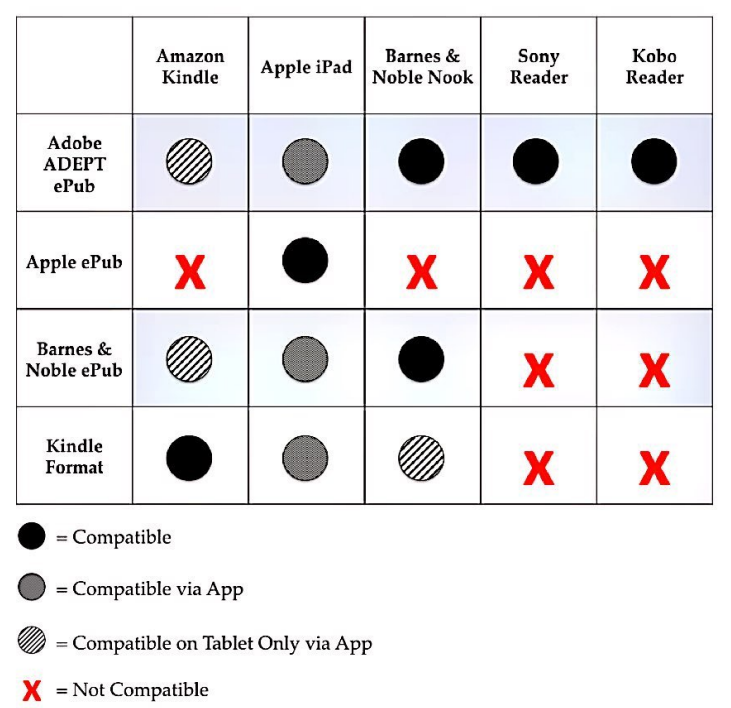 Amazon
Kindle
Apple iPad
Barnes &
Noble Nook
Sony
Reader
Kobo
Reader
Adobe
ADEPT
ePub
Apple ePub
X
X
X
X
Barnes &
Noble ePub
X
X
Kindle
Format
X
X
= Compatible
= Compatible via App
= Compatible on Tablet Only via App
X = Not Compatible